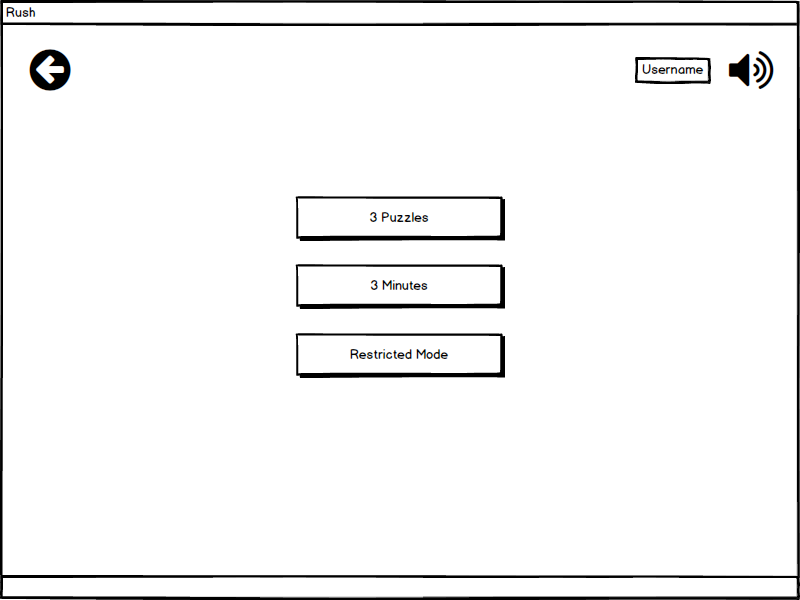 Rush
Username
3 Puzzles
3 Minutes
Restricted Mode